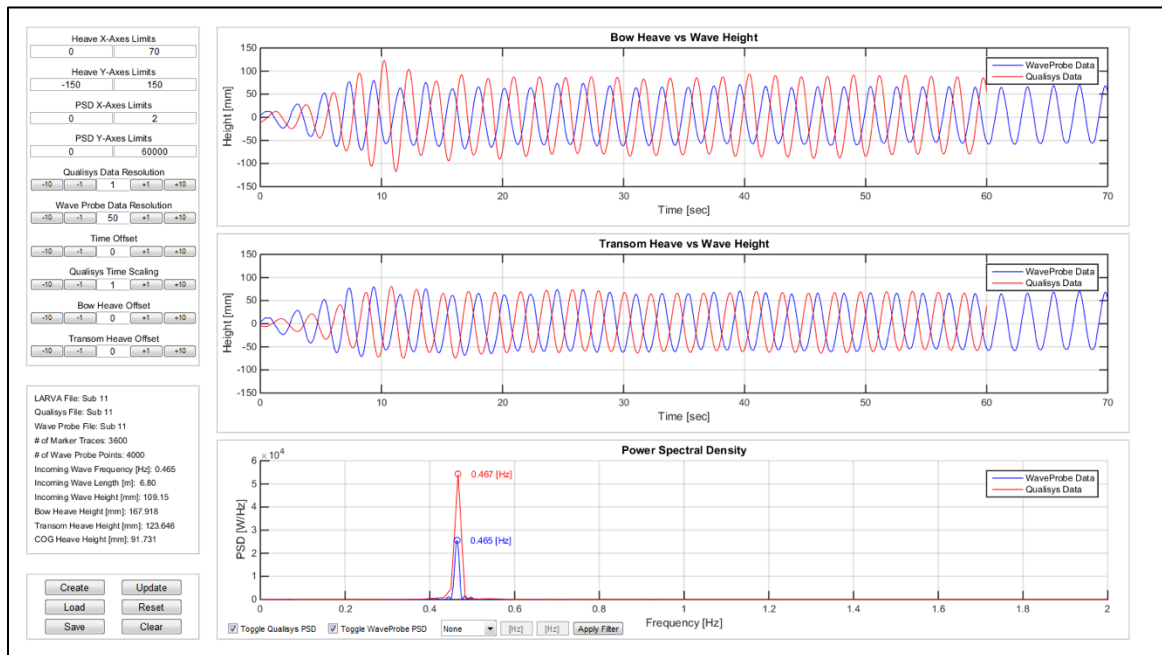 Heave X-Axes Limits
0 70
Heave Y-Axes Limits
-150 150
PSD X-Axes Limits
0 2
PSD Y-Axes Limits
0 60000
Qualisys Data Resolution
-10 -1 1 +1 +10
Wave Probe Data Resolution
-10 -1 50 +1 +10
Time Offset
-10 -1 0 +1 +10
Qualisys Time Scaling
-10 -1 1 +1 +10
Bow Heave Offset
-10 -1 0 +1 +10
Transom Heave Offset
-10 -1 0 +1 +10
LARVA File: Sub 11
Qualisys File: Sub 11
Wave Probe File: Sub 11
# of Marker Traces: 3600
# of Wave Probe Points: 4000
Incoming Wave Frequency [Hz]: 0.465
Incoming Wave Length [m]: 6.80
Incoming Wave Height [mm]: 109.15
Bow Heave Height [mm]: 167.918
Transom Heave Height [mm]: 123.646
COG Heave Height [mm]: 91.731
Create Update
Load Reset
Save Clear
Bow Heave vs Wave Height
150
100
50
0
-50
-100
-150
Height [mm]
WaveProbe Data
Qualisys Data
0 10 20 30 40 50 60 70
Time [sec]
Transom Heave vs Wave Height
150
100
50
0
-50
-100
-150
Height [mm]
WaveProbe Data
Qualisys Data
0 10 20 30 40 50 60 70
Time [sec]
Power Spectral Density
×10⁴
6
5
4
3
2
1
0
PSD [W/Hz]
0.467 [Hz]
0.465 [Hz]
WaveProbe Data
Qualisys Data
0 0.2 0.4 0.6 0.8 1 1.2 1.4 1.6 1.8 2
Frequency [Hz]
Toggle Qualisys PSD Toggle WaveProbe PSD None [Hz] [Hz] Apply Filter